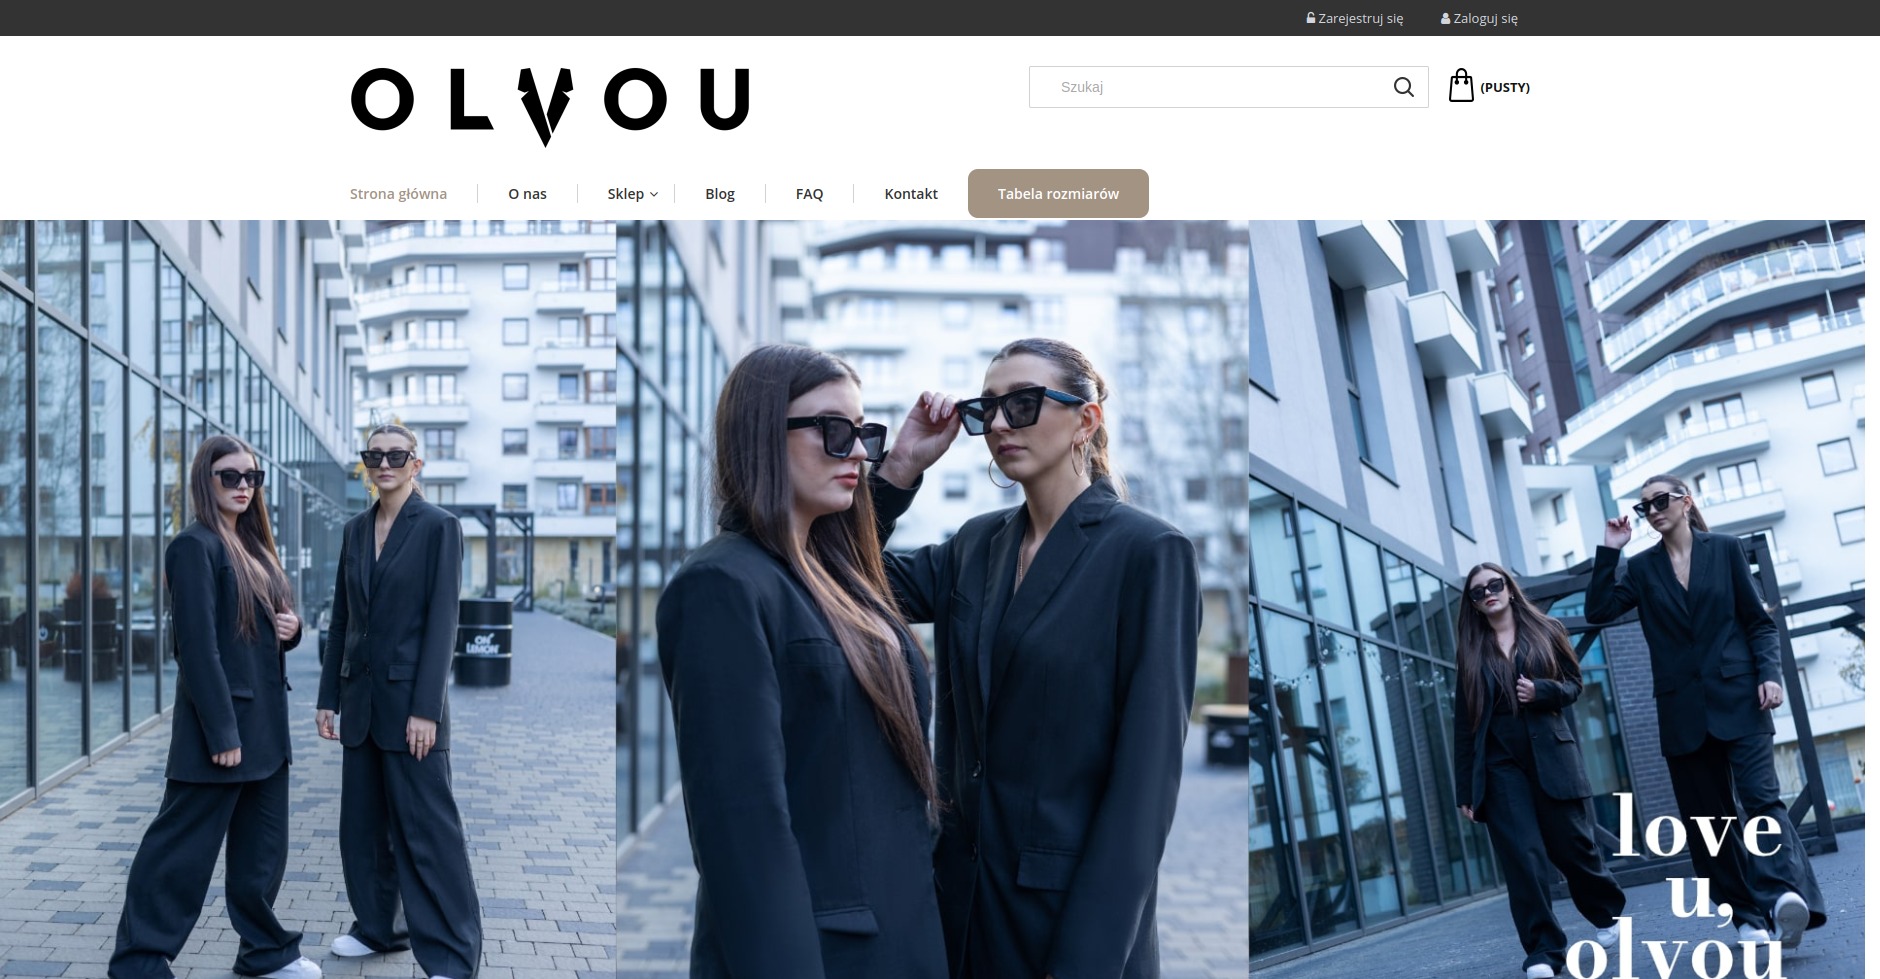 Zarejestruj się Zaloguj się
OLVOU
Szukaj
(PUSTY)
Strona główna O nas Sklep Blog FAQ Kontakt Tabela rozmiarów
ON LEMON
love
u,
olvou